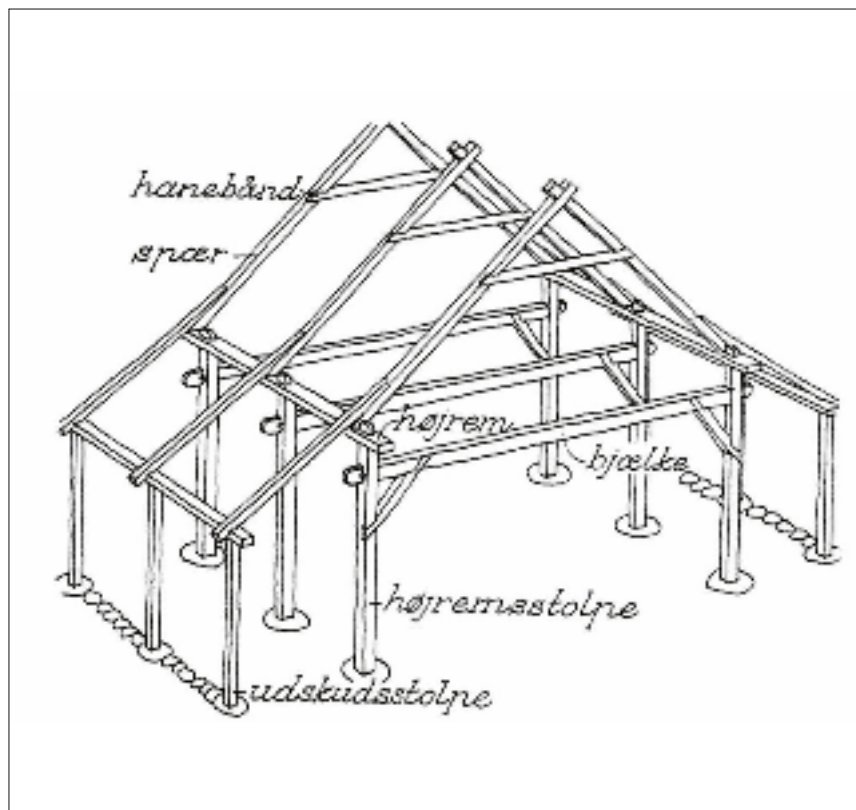 hanebånd
spær
højrem
bjælke
højremsstolpe
udskudsstolpe